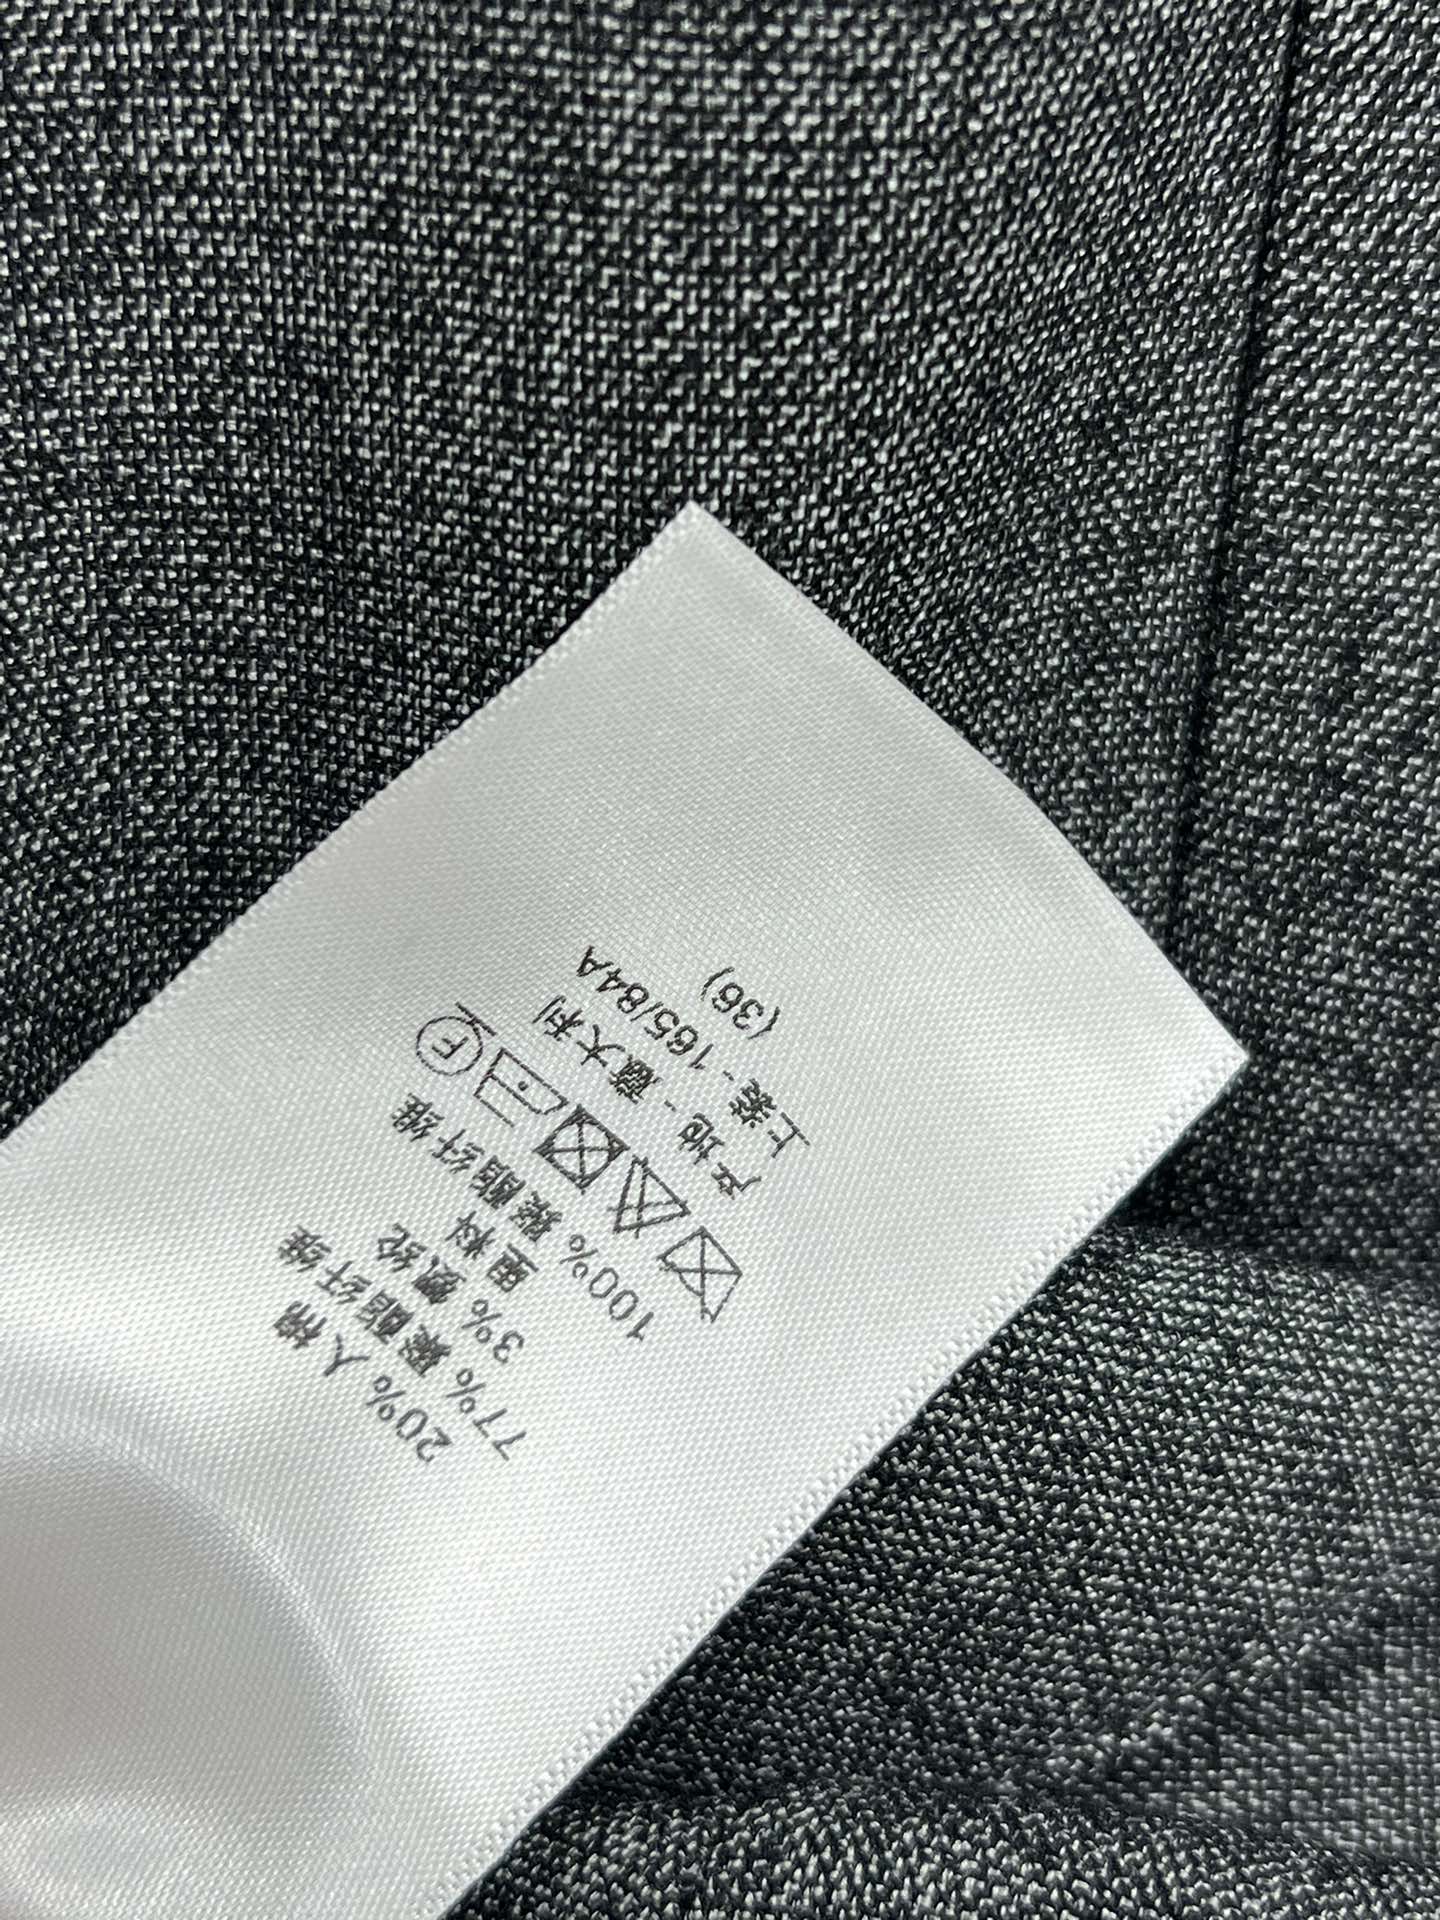 20% 人棉
77% 聚酯纤维
3% 氨纶
里料
100% 聚酯纤维
F
产地 - 意大利
上装 - 165/84A
(36)